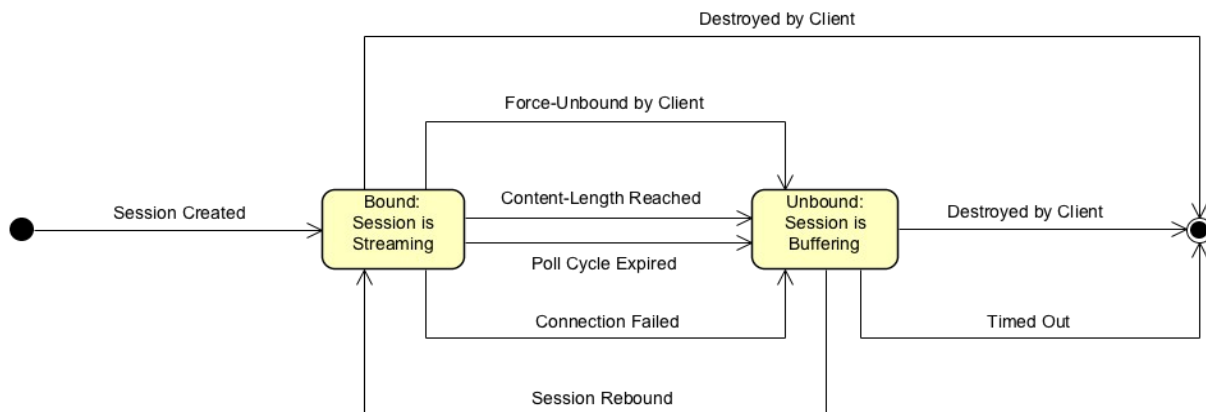 Destroyed by Client
Force-Unbound by Client
Session Created
Bound:
Session is
Streaming
Content-Length Reached
Poll Cycle Expired
Unbound:
Session is
Buffering
Destroyed by Client
Connection Failed
Timed Out
Session Rebound